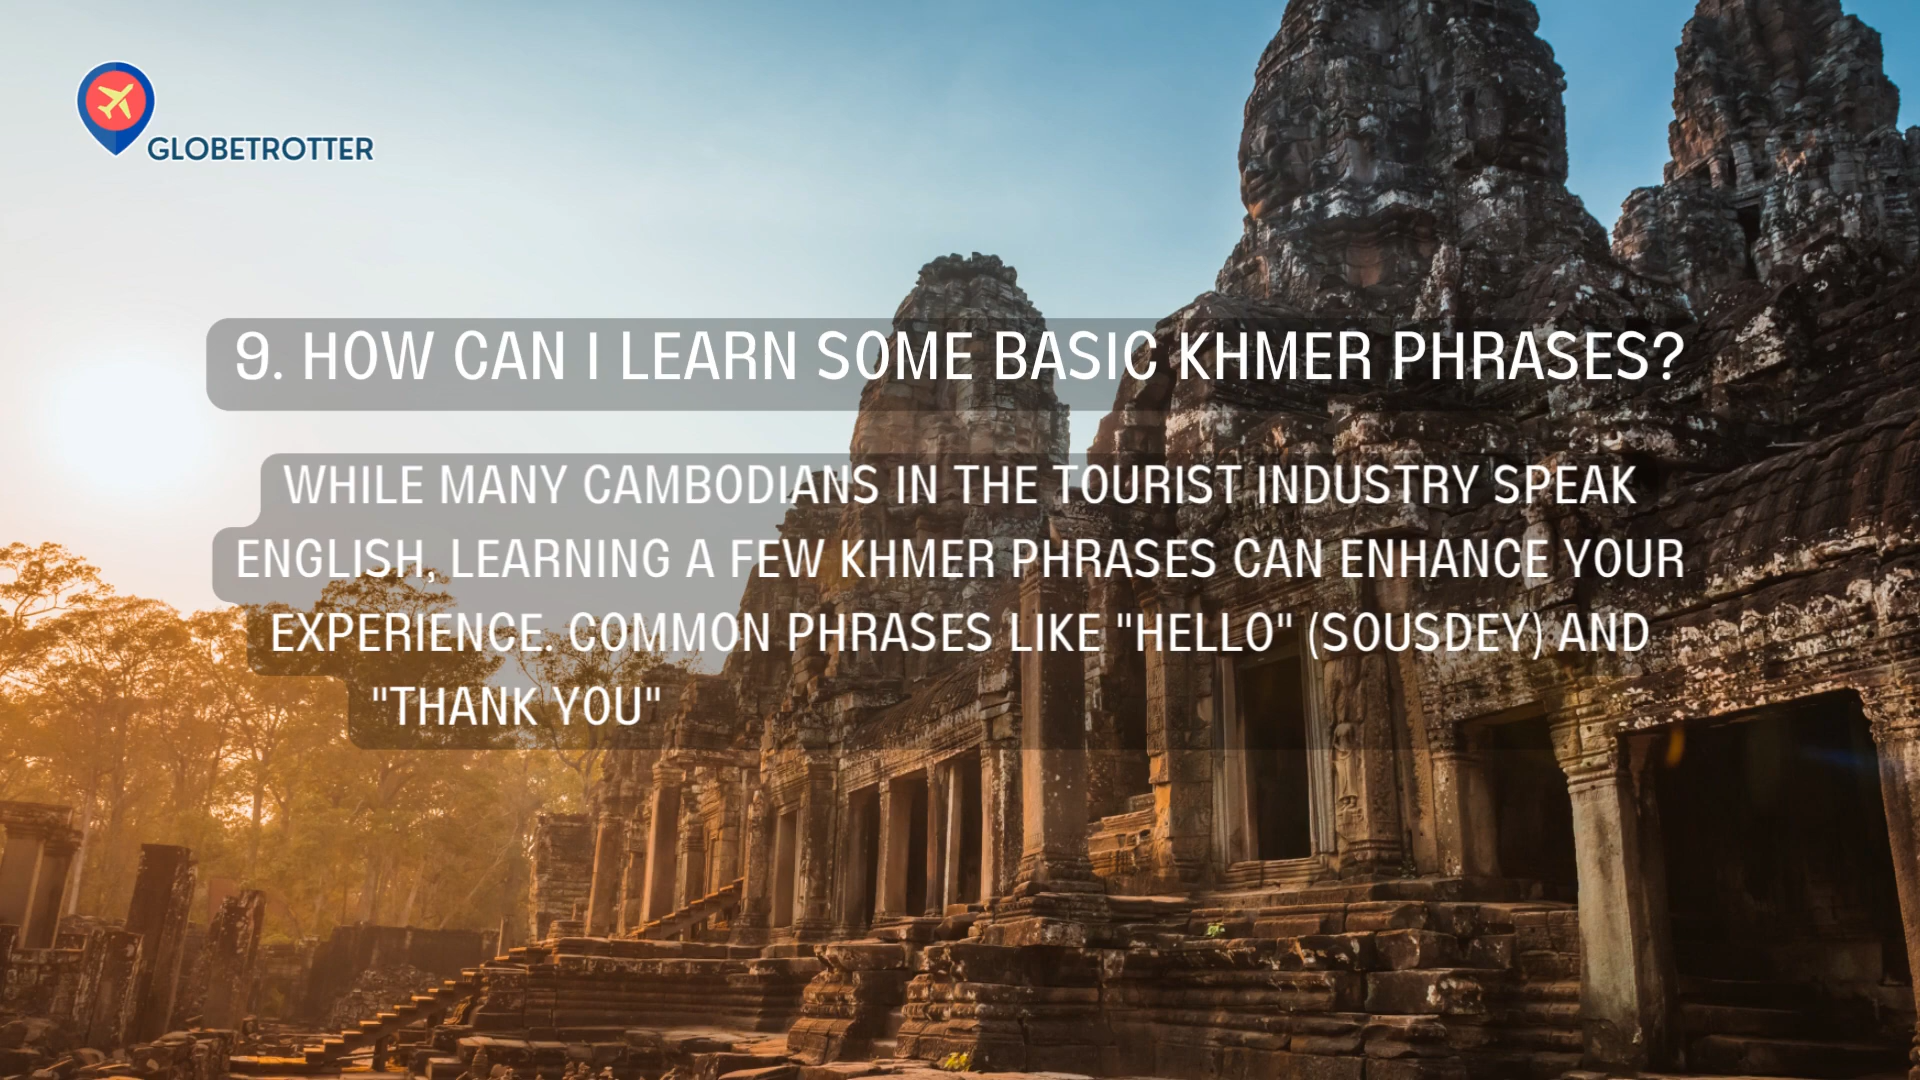 GLOBETROTTER
9. HOW CAN I LEARN SOME BASIC KHMER PHRASES?
WHILE MANY CAMBODIANS IN THE TOURIST INDUSTRY SPEAK
ENGLISH, LEARNING A FEW KHMER PHRASES CAN ENHANCE YOUR
EXPERIENCE. COMMON PHRASES LIKE "HELLO" (SOUSDEY) AND
"THANK YOU"